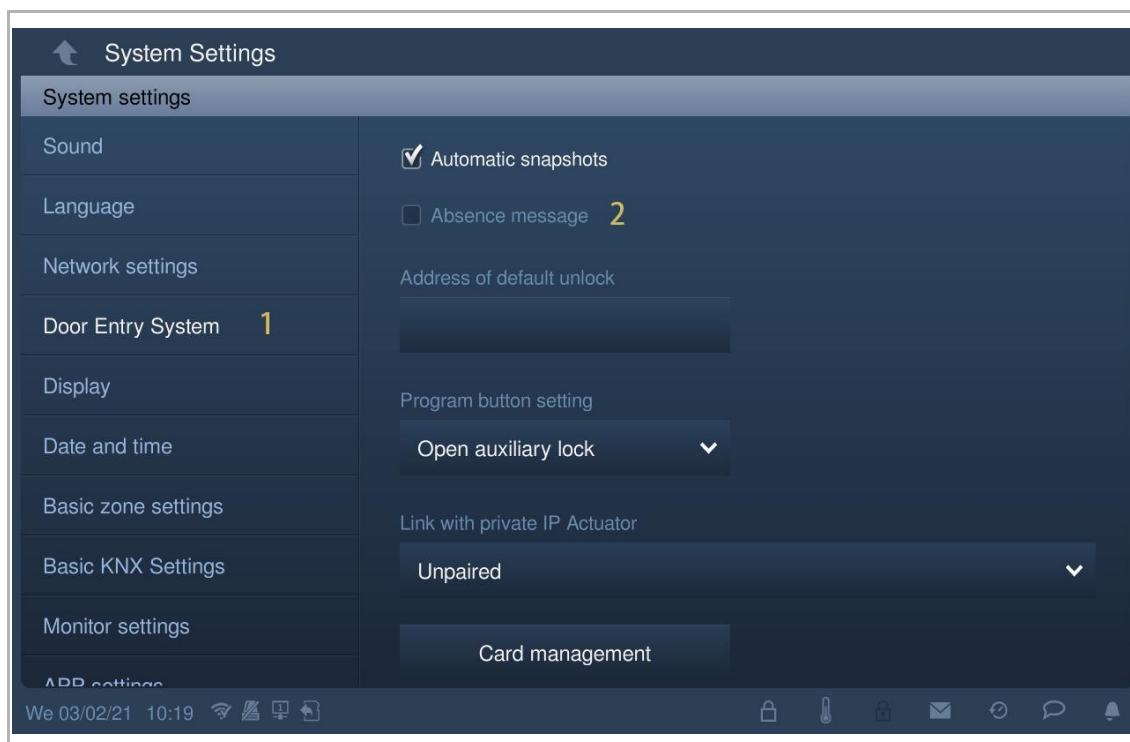 System Settings
System settings
Sound
Language
Network settings
Door Entry System 1
Display
Date and time
Basic zone settings
Basic KNX Settings
Monitor settings
APP settings
Automatic snapshots
Absence message 2
Address of default unlock
Program button setting
Open auxiliary lock
Link with private IP Actuator
Unpaired
Card management
We 03/02/21 10:19